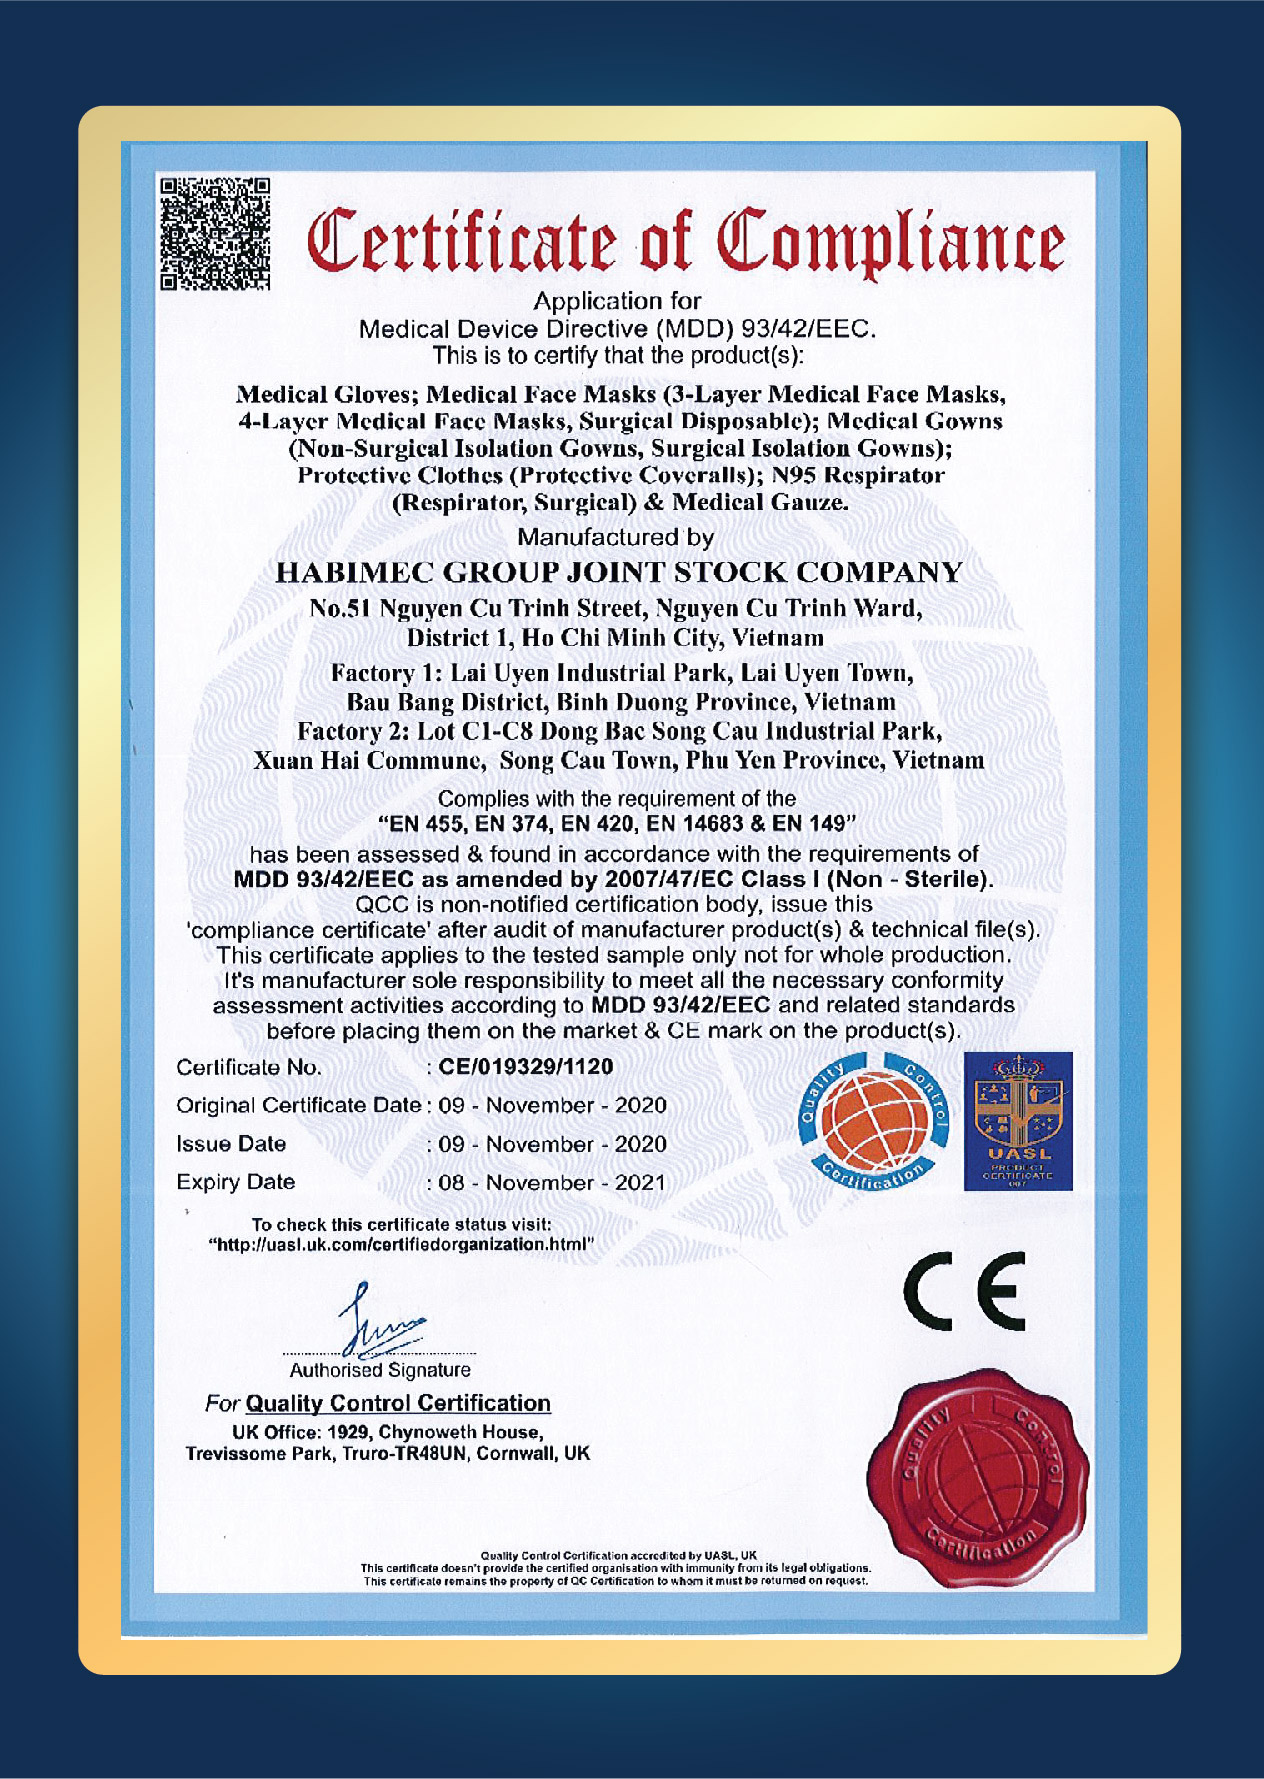 Certificate of Compliance
Application for
Medical Device Directive (MDD) 93/42/EEC.
This is to certify that the product(s):
Medical Gloves; Medical Face Masks (3-Layer Medical Face Masks,
4-Layer Medical Face Masks, Surgical Disposable); Medical Gowns
(Non-Surgical Isolation Gowns, Surgical Isolation Gowns);
Protective Clothes (Protective Coveralls); N95 Respirator
(Respirator, Surgical) & Medical Gauze.
Manufactured by
HABIMEC GROUP JOINT STOCK COMPANY
No.51 Nguyen Cu Trinh Street, Nguyen Cu Trinh Ward,
District 1, Ho Chi Minh City, Vietnam
Factory 1: Lai Uyen Industrial Park, Lai Uyen Town,
Bau Bang District, Binh Duong Province, Vietnam
Factory 2: Lot C1-C8 Dong Bac Song Cau Industrial Park,
Xuan Hai Commune, Song Cau Town, Phu Yen Province, Vietnam
Complies with the requirement of the
“EN 455, EN 374, EN 420, EN 14683 & EN 149”
has been assessed & found in accordance with the requirements of
MDD 93/42/EEC as amended by 2007/47/EC Class I (Non - Sterile).
QCC is non-notified certification body, issue this
'compliance certificate' after audit of manufacturer product(s) & technical file(s).
This certificate applies to the tested sample only not for whole production.
It's manufacturer sole responsibility to meet all the necessary conformity
assessment activities according to MDD 93/42/EEC and related standards
before placing them on the market & CE mark on the product(s).
Certificate No. : CE/019329/1120
Original Certificate Date : 09 - November - 2020
Issue Date : 09 - November - 2020
Expiry Date : 08 - November - 2021
Quality Control Certification
UASL
PRODUCT
CERTIFICATE
007
To check this certificate status visit:
“http://uasl.uk.com/certifiedorganization.html”
CE
Authorised Signature
For Quality Control Certification
UK Office: 1929, Chynoweth House,
Trevissome Park, Truro-TR48UN, Cornwall, UK
Quality Control Certification
Quality Control Certification accredited by UASL, UK
This certificate doesn't provide the certified organisation with immunity from its legal obligations.
This certificate remains the property of QC Certification to whom it must be returned on request.